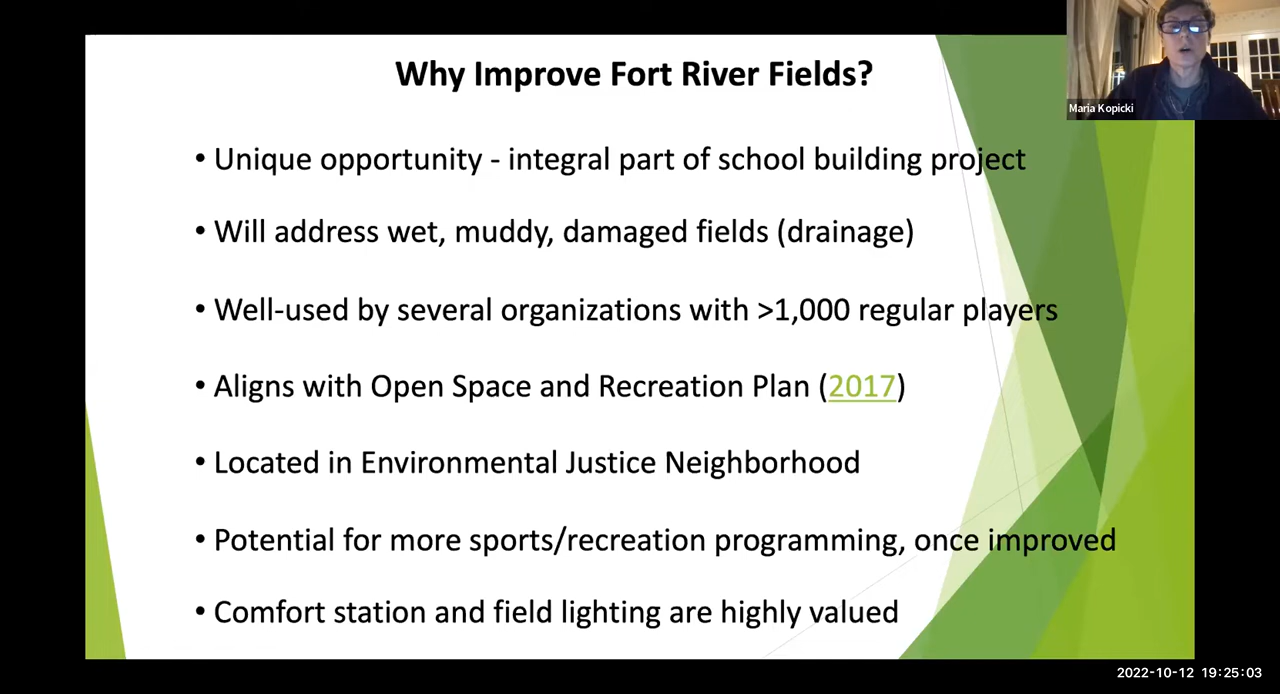 Why Improve Fort River Fields?
Maria Kopicki
• Unique opportunity - integral part of school building project
• Will address wet, muddy, damaged fields (drainage)
• Well-used by several organizations with >1,000 regular players
• Aligns with Open Space and Recreation Plan (2017)
• Located in Environmental Justice Neighborhood
• Potential for more sports/recreation programming, once improved
• Comfort station and field lighting are highly valued
2022-10-12 19:25:03